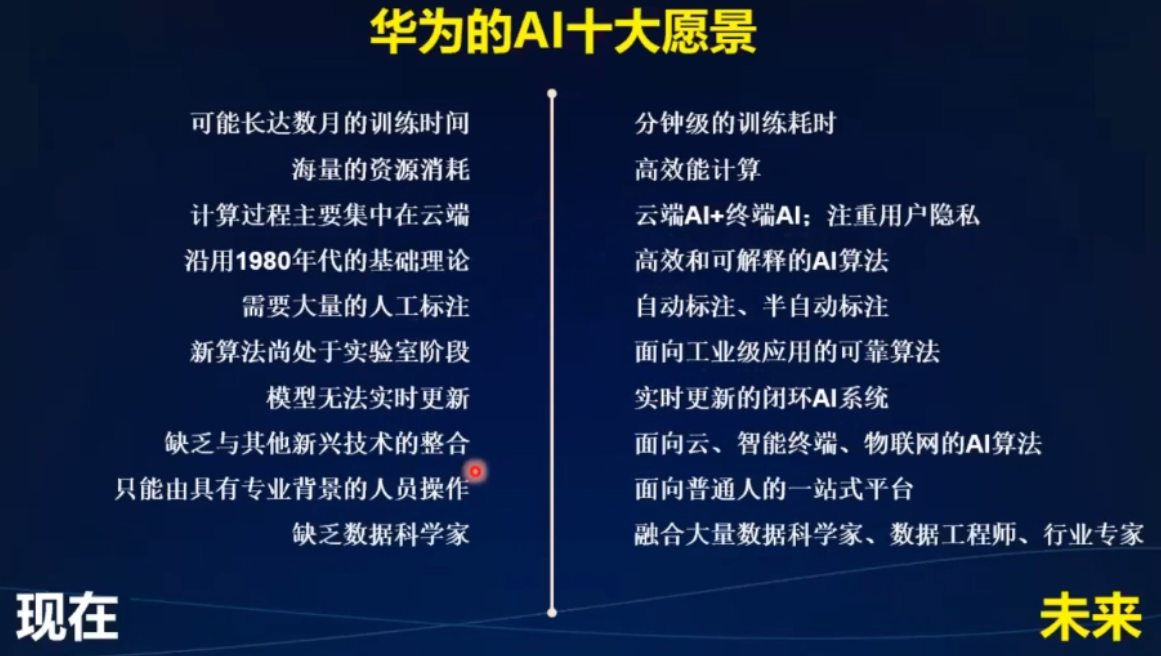 华为的AI十大愿景
可能长达数月的训练时间 分钟级的训练耗时
海量的资源消耗 高效能计算
计算过程主要集中在云端 云端AI+终端AI；注重用户隐私
沿用1980年代的基础理论 高效和可解释的AI算法
需要大量的人工标注 自动标注、半自动标注
新算法尚处于实验室阶段 面向工业级应用的可靠算法
模型无法实时更新 实时更新的闭环AI系统
缺乏与其他新兴技术的整合 面向云、智能终端、物联网的AI算法
只能由具有专业背景的人员操作 面向普通人的一站式平台
缺乏数据科学家 融合大量数据科学家、数据工程师、行业专家
现在 未来